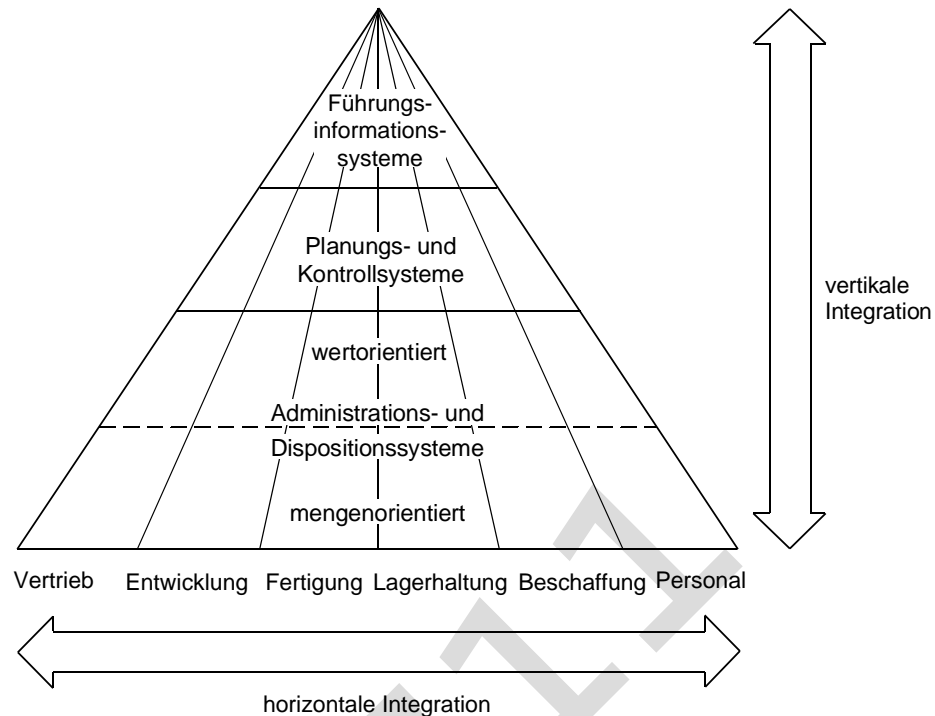 Führungs-
informations-
systeme
Planungs- und
Kontrollsysteme
vertikale
Integration
wertorientiert
Administrations- und
Dispositionssysteme
mengenorientiert
Vertrieb Entwicklung Fertigung Lagerhaltung Beschaffung Personal
horizontale Integration